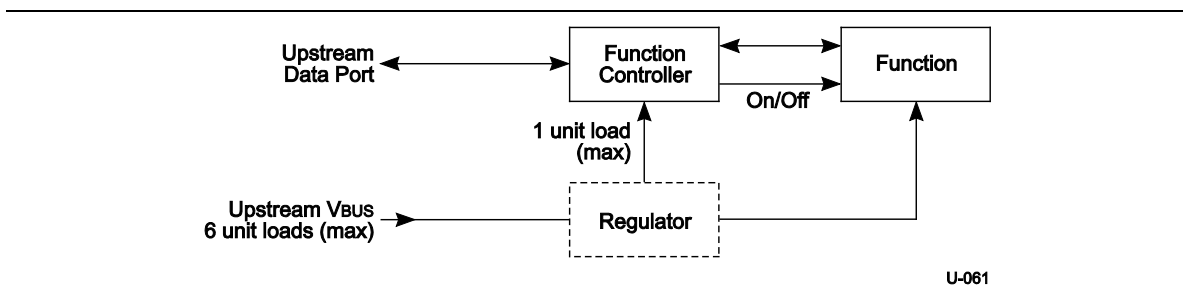 Upstream
Data Port
Function
Controller
Function
On/Off
1 unit load
(max)
Upstream VBUS
6 unit loads (max)
Regulator
U-061